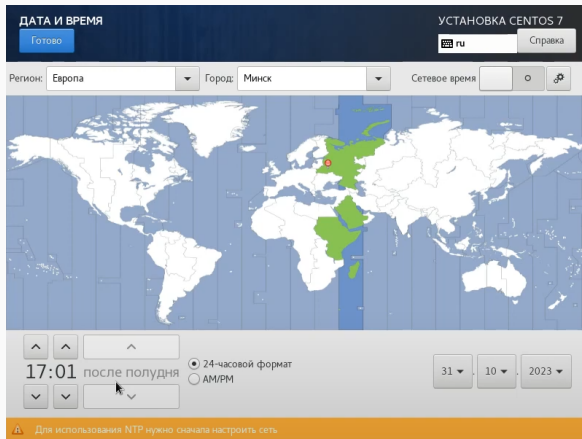 ДАТА И ВРЕМЯ
УСТАНОВКА CENTOS 7
Готово
ru
Справка
Регион: Европа
Город: Минск
Сетевое время
17:01 после полудня
24-часовой формат
AM/PM
31 . 10 . 2023
Для использования NTP нужно сначала настроить сеть